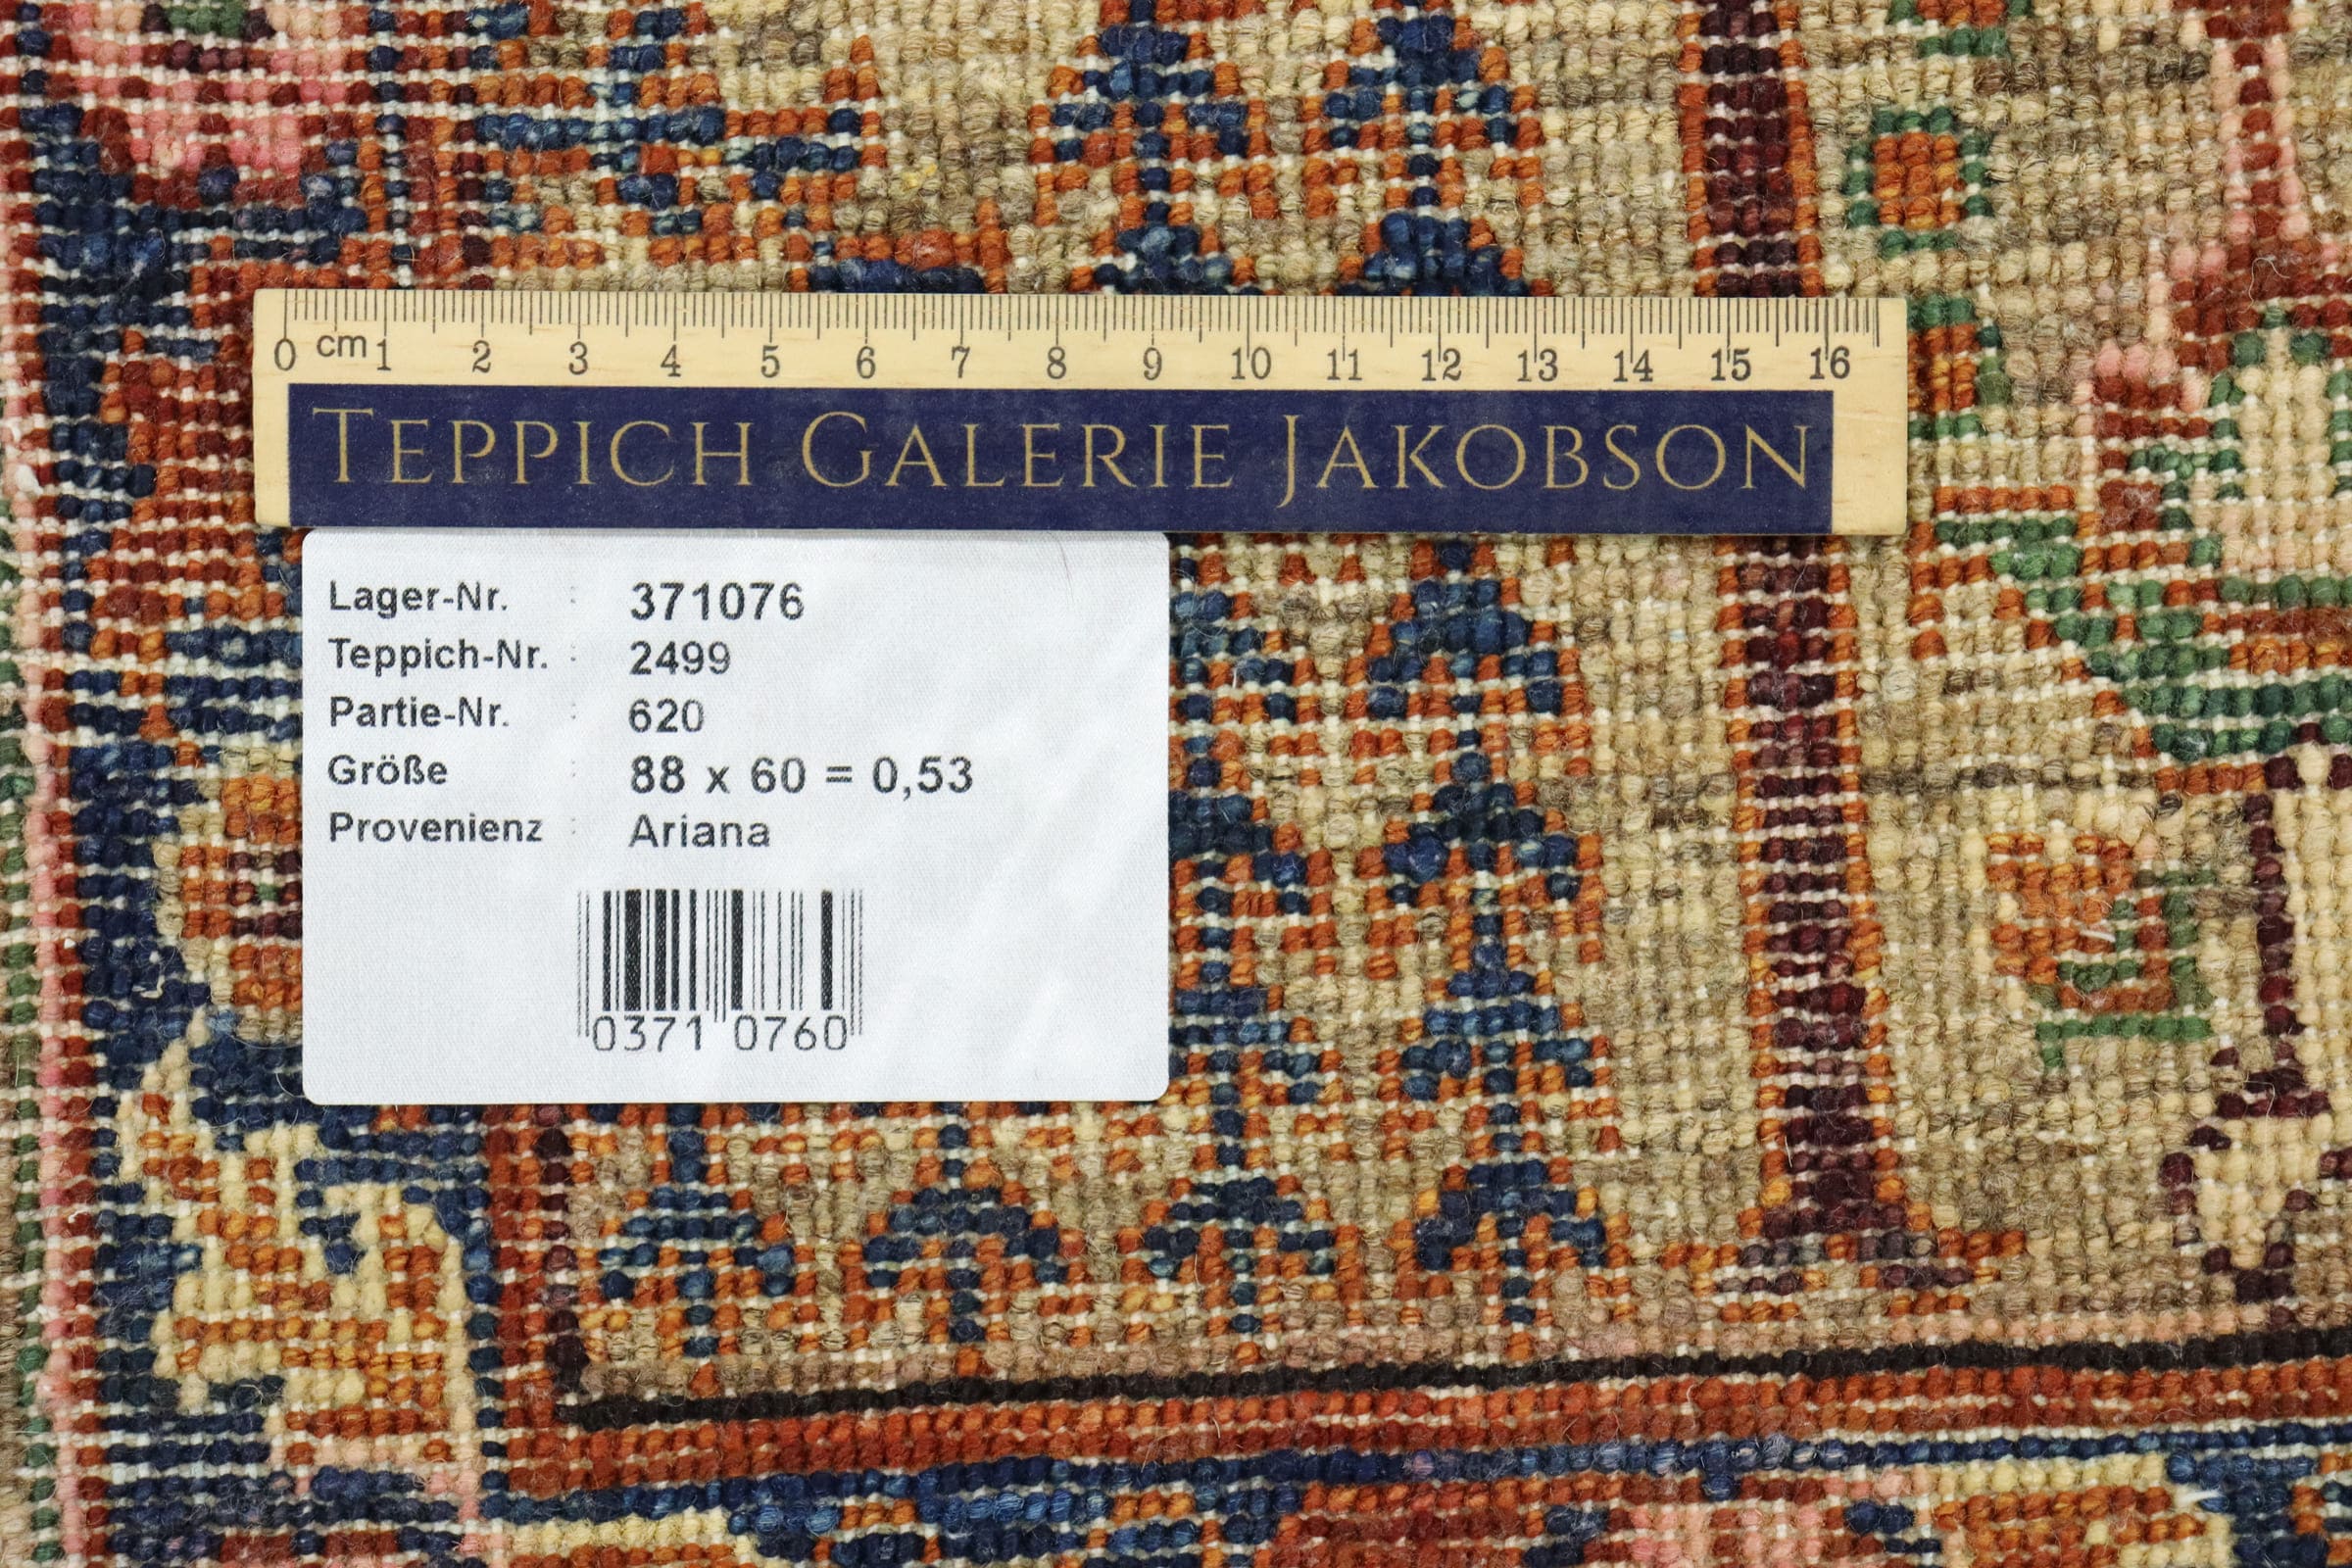 0 cm 1 2 3 4 5 6 7 8 9 10 11 12 13 14 15 16
TEPPICH GALERIE JAKOBSON
Lager-Nr. : 371076
Teppich-Nr. : 2499
Partie-Nr. : 620
Größe : 88 x 60 = 0,53
Provenienz : Ariana
0371 0760